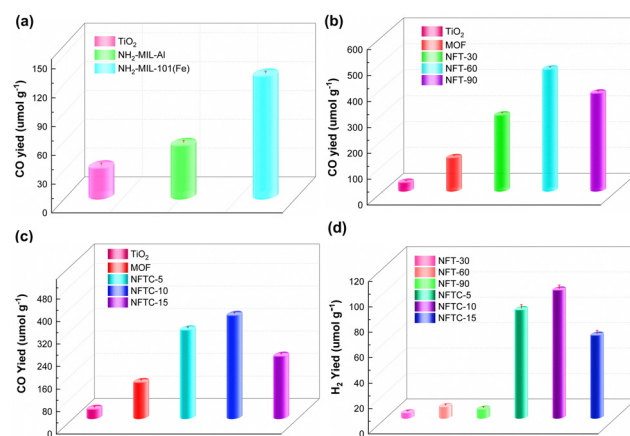 (a)
TiO₂
NH₂-MIL-Al
NH₂-MIL-101(Fe)
CO yied (umol g⁻¹)
150
120
90
60
30
0
(b)
TiO₂
MOF
NFT-30
NFT-60
NFT-90
CO yied (umol g⁻¹)
600
500
400
300
200
100
0
(c)
TiO₂
MOF
NFTC-5
NFTC-10
NFTC-15
CO Yied (umol g⁻¹)
480
400
320
240
160
80
0
(d)
NFT-30
NFT-60
NFT-90
NFTC-5
NFTC-10
NFTC-15
H₂ Yied (umol g⁻¹)
120
100
80
60
40
20
0